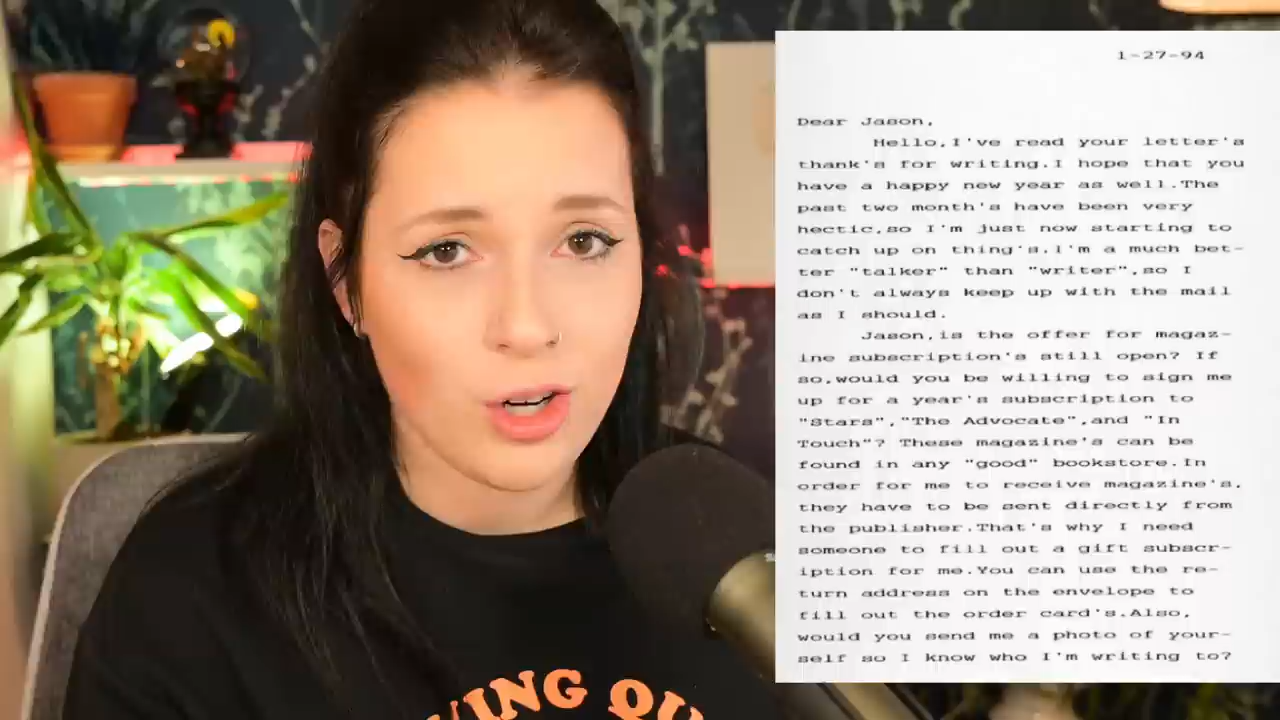 1-27-94
Dear Jason,
Hello,I've read your letter's
thank's for writing.I hope that you
have a happy new year as well.The
past two month's have been very
hectic,so I'm just now starting to
catch up on thing's.I'm a much bet-
ter "talker" than "writer",so I
don't always keep up with the mail
as I should.
Jason,is the offer for magaz-
ine subscription's still open? If
so,would you be willing to sign me
up for a year's subscription to
"Stars","The Advocate",and "In
Touch"? These magazine's can be
found in any "good" bookstore.In
order for me to receive magazine's,
they have to be sent directly from
the publisher.That's why I need
someone to fill out a gift subscr-
iption for me.You can use the re-
turn address on the envelope to
fill out the order card's.Also,
would you send me a photo of your-
self so I know who I'm writing to?